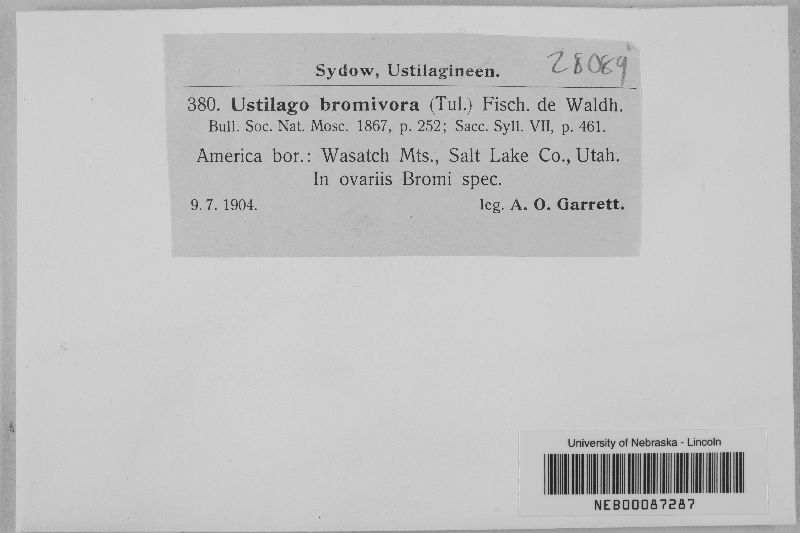 28089
Sydow, Ustilagineen.
380. Ustilago bromivora (Tul.) Fisch. de Waldh.
Bull. Soc. Nat. Mosc. 1867, p. 252; Sacc. Syll. VII, p. 461.
America bor.: Wasatch Mts., Salt Lake Co., Utah.
In ovariis Bromi spec.
9. 7. 1904. leg. A. O. Garrett.
University of Nebraska - Lincoln
NEB00087287